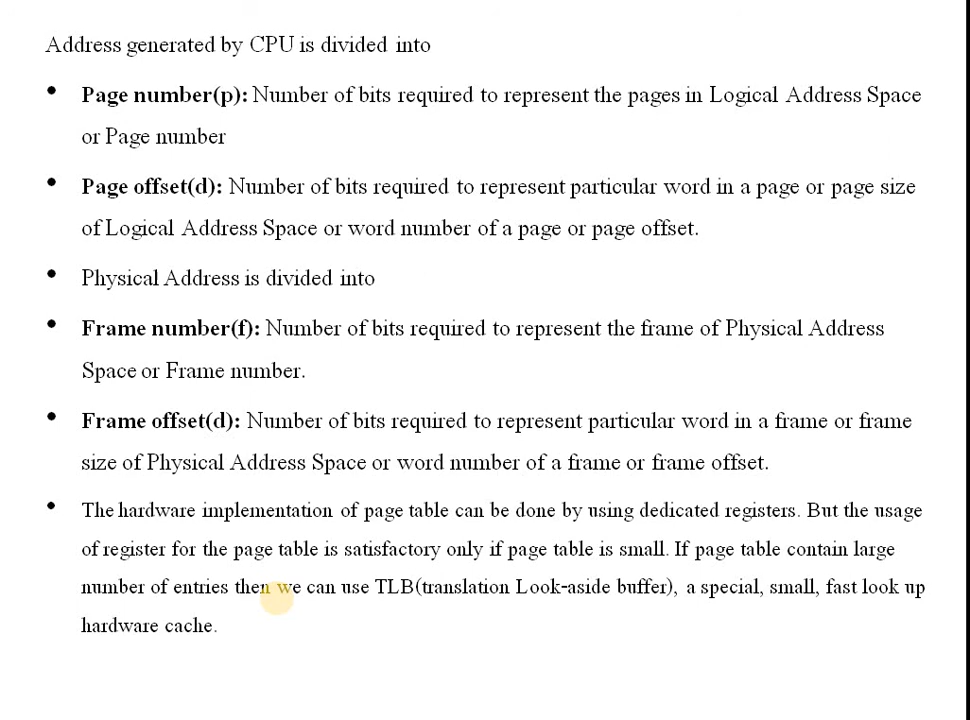 Address generated by CPU is divided into
• Page number(p): Number of bits required to represent the pages in Logical Address Space
or Page number
• Page offset(d): Number of bits required to represent particular word in a page or page size
of Logical Address Space or word number of a page or page offset.
• Physical Address is divided into
• Frame number(f): Number of bits required to represent the frame of Physical Address
Space or Frame number.
• Frame offset(d): Number of bits required to represent particular word in a frame or frame
size of Physical Address Space or word number of a frame or frame offset.
• The hardware implementation of page table can be done by using dedicated registers. But the usage
of register for the page table is satisfactory only if page table is small. If page table contain large
number of entries then we can use TLB(translation Look-aside buffer), a special, small, fast look up
hardware cache.